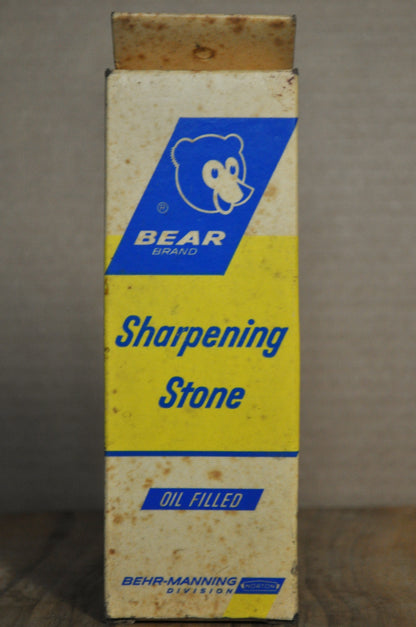 ®
BEAR
BRAND
Sharpening
Stone
OIL FILLED
BEHR-MANNING
DIVISION
NORTON